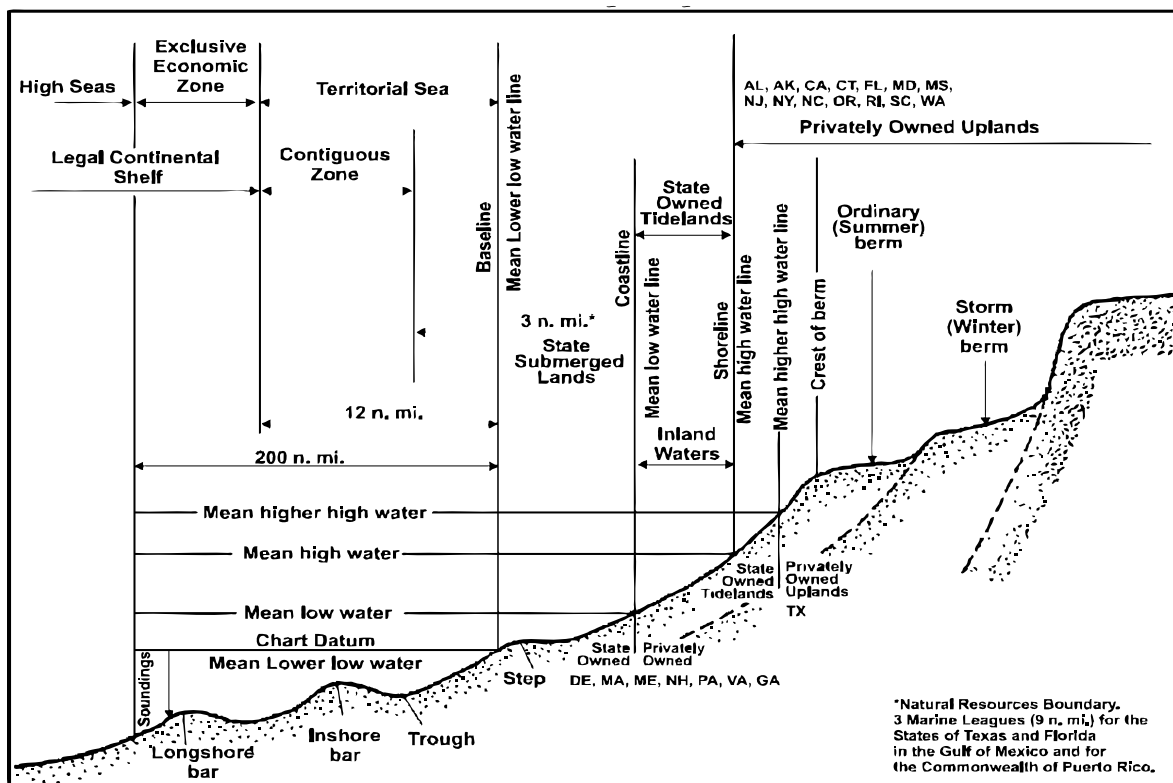 Exclusive
Economic
Zone
High Seas
Territorial Sea
Legal Continental
Shelf
Contiguous
Zone
Baseline
Mean Lower low water line
3 n. mi.*
State
Submerged
Lands
12 n. mi.
200 n. mi.
Coastline
Mean low water line
State
Owned
Tidelands
Inland
Waters
Shoreline
Mean high water line
Mean higher high water line
Crest of berm
AL, AK, CA, CT, FL, MD, MS,
NJ, NY, NC, OR, RI, SC, WA
Privately Owned Uplands
Ordinary
(Summer)
berm
Storm
(Winter)
berm
Mean higher high water
Mean high water
Mean low water
Chart Datum
Mean Lower low water
Soundings
State
Owned
Tidelands
Privately
Owned
Uplands
TX
State
Owned
Privately
Owned
DE, MA, ME, NH, PA, VA, GA
Step
Trough
Inshore
bar
Longshore
bar
*Natural Resources Boundary.
3 Marine Leagues (9 n. mi.) for the
States of Texas and Florida
in the Gulf of Mexico and for
the Commonwealth of Puerto Rico.